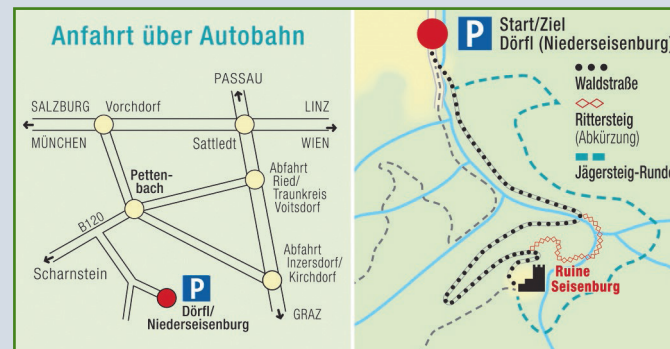 Anfahrt über Autobahn
PASSAU
SALZBURG
Vorchdorf
LINZ
MÜNCHEN
Sattledt
WIEN
Petten-
bach
Abfahrt
Ried/
Traunkreis
Voitsdorf
B120
Scharnstein
Abfahrt
Inzersdorf/
Kirchdorf
P
Dörfl/
Niederseisenburg
GRAZ
P
Start/Ziel
Dörfl (Niederseisenburg)
Waldstraße
Rittersteig
(Abkürzung)
Jägersteig-Runde
Ruine
Seisenburg